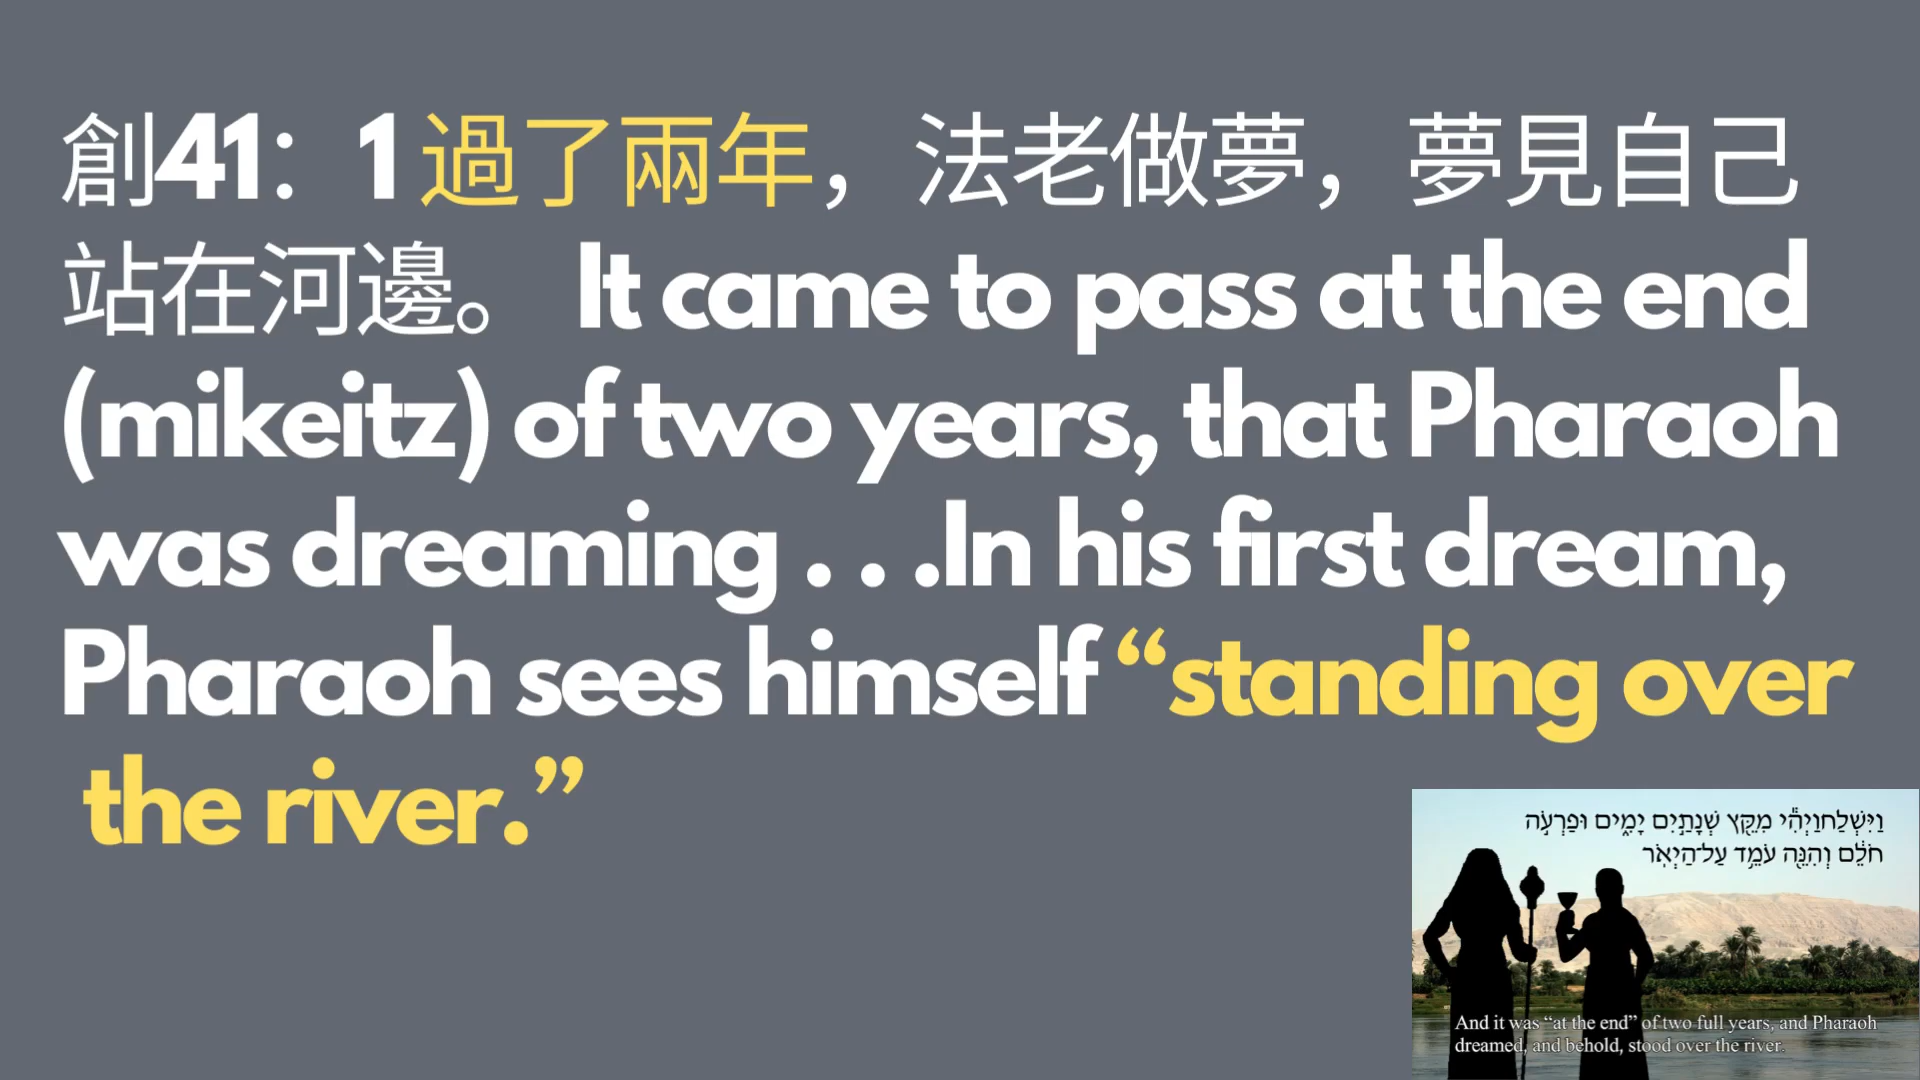 創41：1 過了兩年，法老做夢，夢見自己
站在河邊。 It came to pass at the end
(mikeitz) of two years, that Pharaoh
was dreaming . . .In his first dream,
Pharaoh sees himself “standing over
the river.”
וַיִּשְׁלַחוַיְהִ֕י מִקֵּ֖ץ שְׁנָתַ֣יִם יָמִ֑ים וּפַרְעֹ֣ה
חֹלֵ֔ם וְהִנֵּ֖ה עֹמֵ֥ד עַל־הַיְאֹֽר
And it was “at the end” of two full years, and Pharaoh
dreamed, and behold, stood over the river.